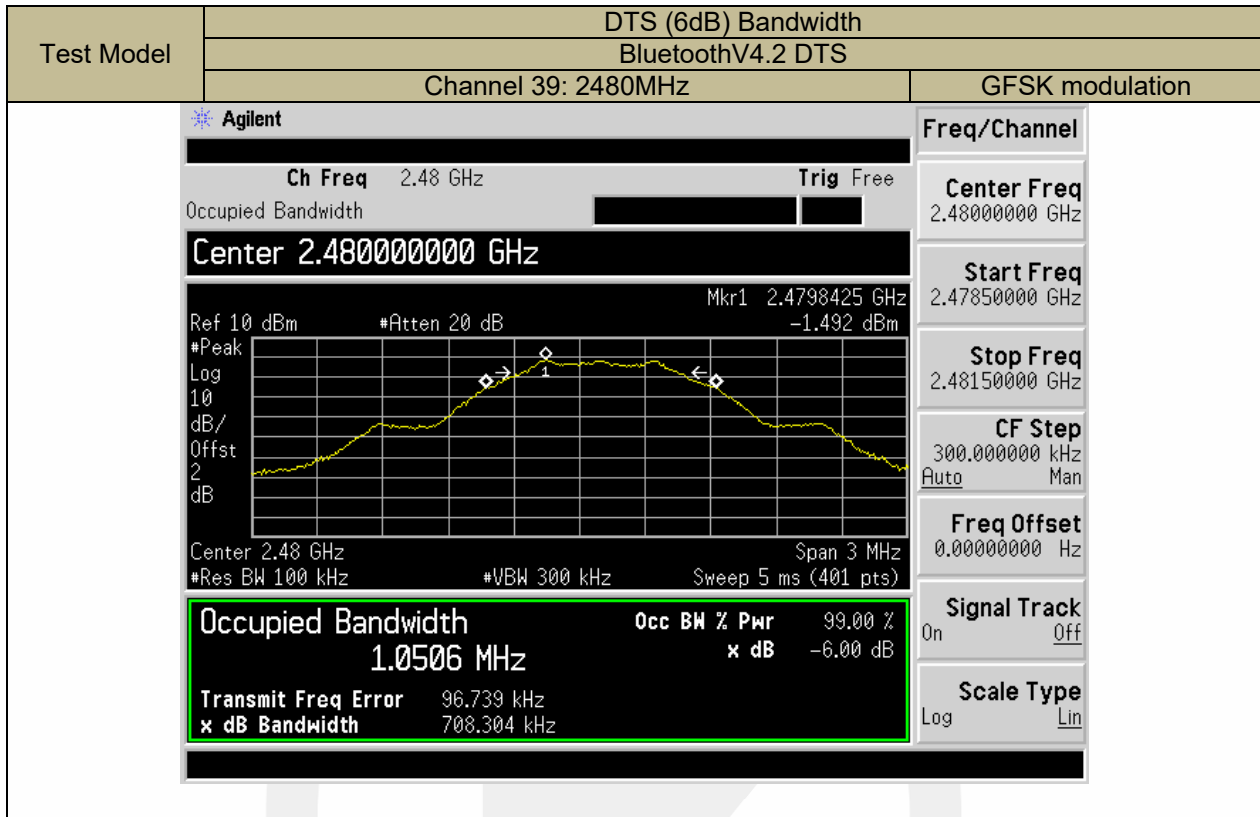 Test Model
DTS (6dB) Bandwidth
BluetoothV4.2 DTS
Channel 39: 2480MHz GFSK modulation
Agilent
Freq/Channel
Ch Freq 2.48 GHz Trig Free
Occupied Bandwidth
Center 2.480000000 GHz
Mkr1 2.4798425 GHz
Ref 10 dBm #Atten 20 dB -1.492 dBm
#Peak
Log
10
dB/
Offst
2
dB
1
Center 2.48 GHz Span 3 MHz
#Res BW 100 kHz #VBW 300 kHz Sweep 5 ms (401 pts)
Occupied Bandwidth Occ BW % Pwr 99.00 %
1.0506 MHz x dB -6.00 dB
Transmit Freq Error 96.739 kHz
x dB Bandwidth 708.304 kHz
Center Freq
2.48000000 GHz
Start Freq
2.47850000 GHz
Stop Freq
2.48150000 GHz
CF Step
300.000000 kHz
Auto Man
Freq Offset
0.00000000 Hz
Signal Track
On Off
Scale Type
Log Lin